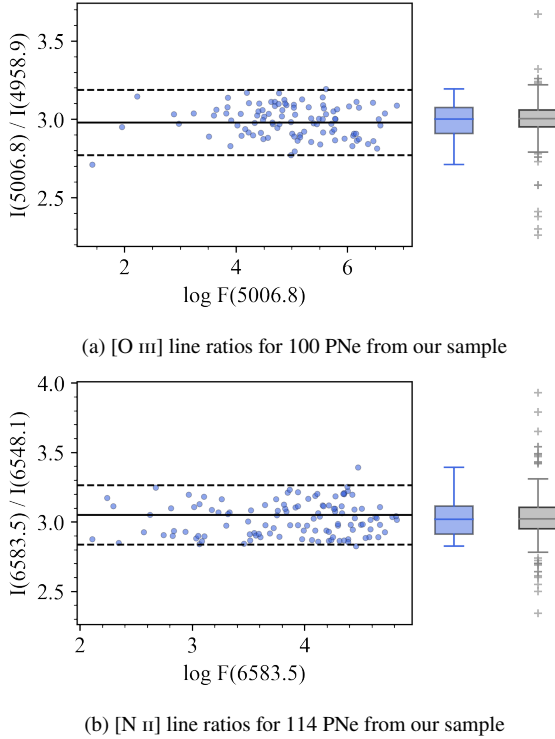 I(5006.8) / I(4958.9)
3.5
3.0
2.5
2 4 6
log F(5006.8)
(a) [O III] line ratios for 100 PNe from our sample
I(6583.5) / I(6548.1)
4.0
3.5
3.0
2.5
2 3 4
log F(6583.5)
(b) [N II] line ratios for 114 PNe from our sample